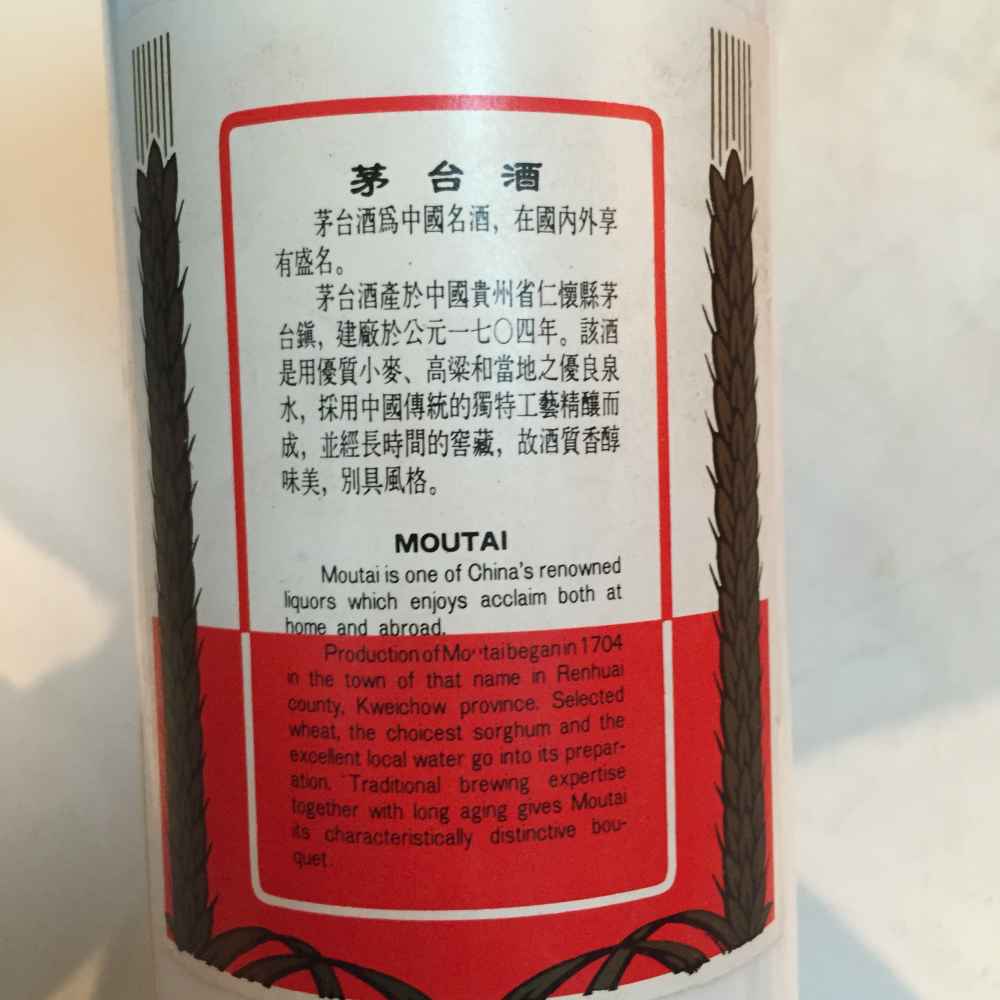 茅台酒
茅台酒爲中國名酒，在國內外享
有盛名。
茅台酒產於中國貴州省仁懷縣茅
台鎭，建廠於公元一七〇四年。該酒
是用優質小麥、高粱和當地之優良泉
水，採用中國傳統的獨特工藝精釀而
成，並經長時間的窖藏，故酒質香醇
味美，別具風格。
MOUTAI
Moutai is one of China's renowned
liquors which enjoys acclaim both at
home and abroad.
Production of Moutai began in 1704
in the town of that name in Renhuai
county, Kweichow province. Selected
wheat, the choicest sorghum and the
excellent local water go into its prepar-
ation. Traditional brewing expertise
together with long aging gives Moutai
its characteristically distinctive bou-
quet.